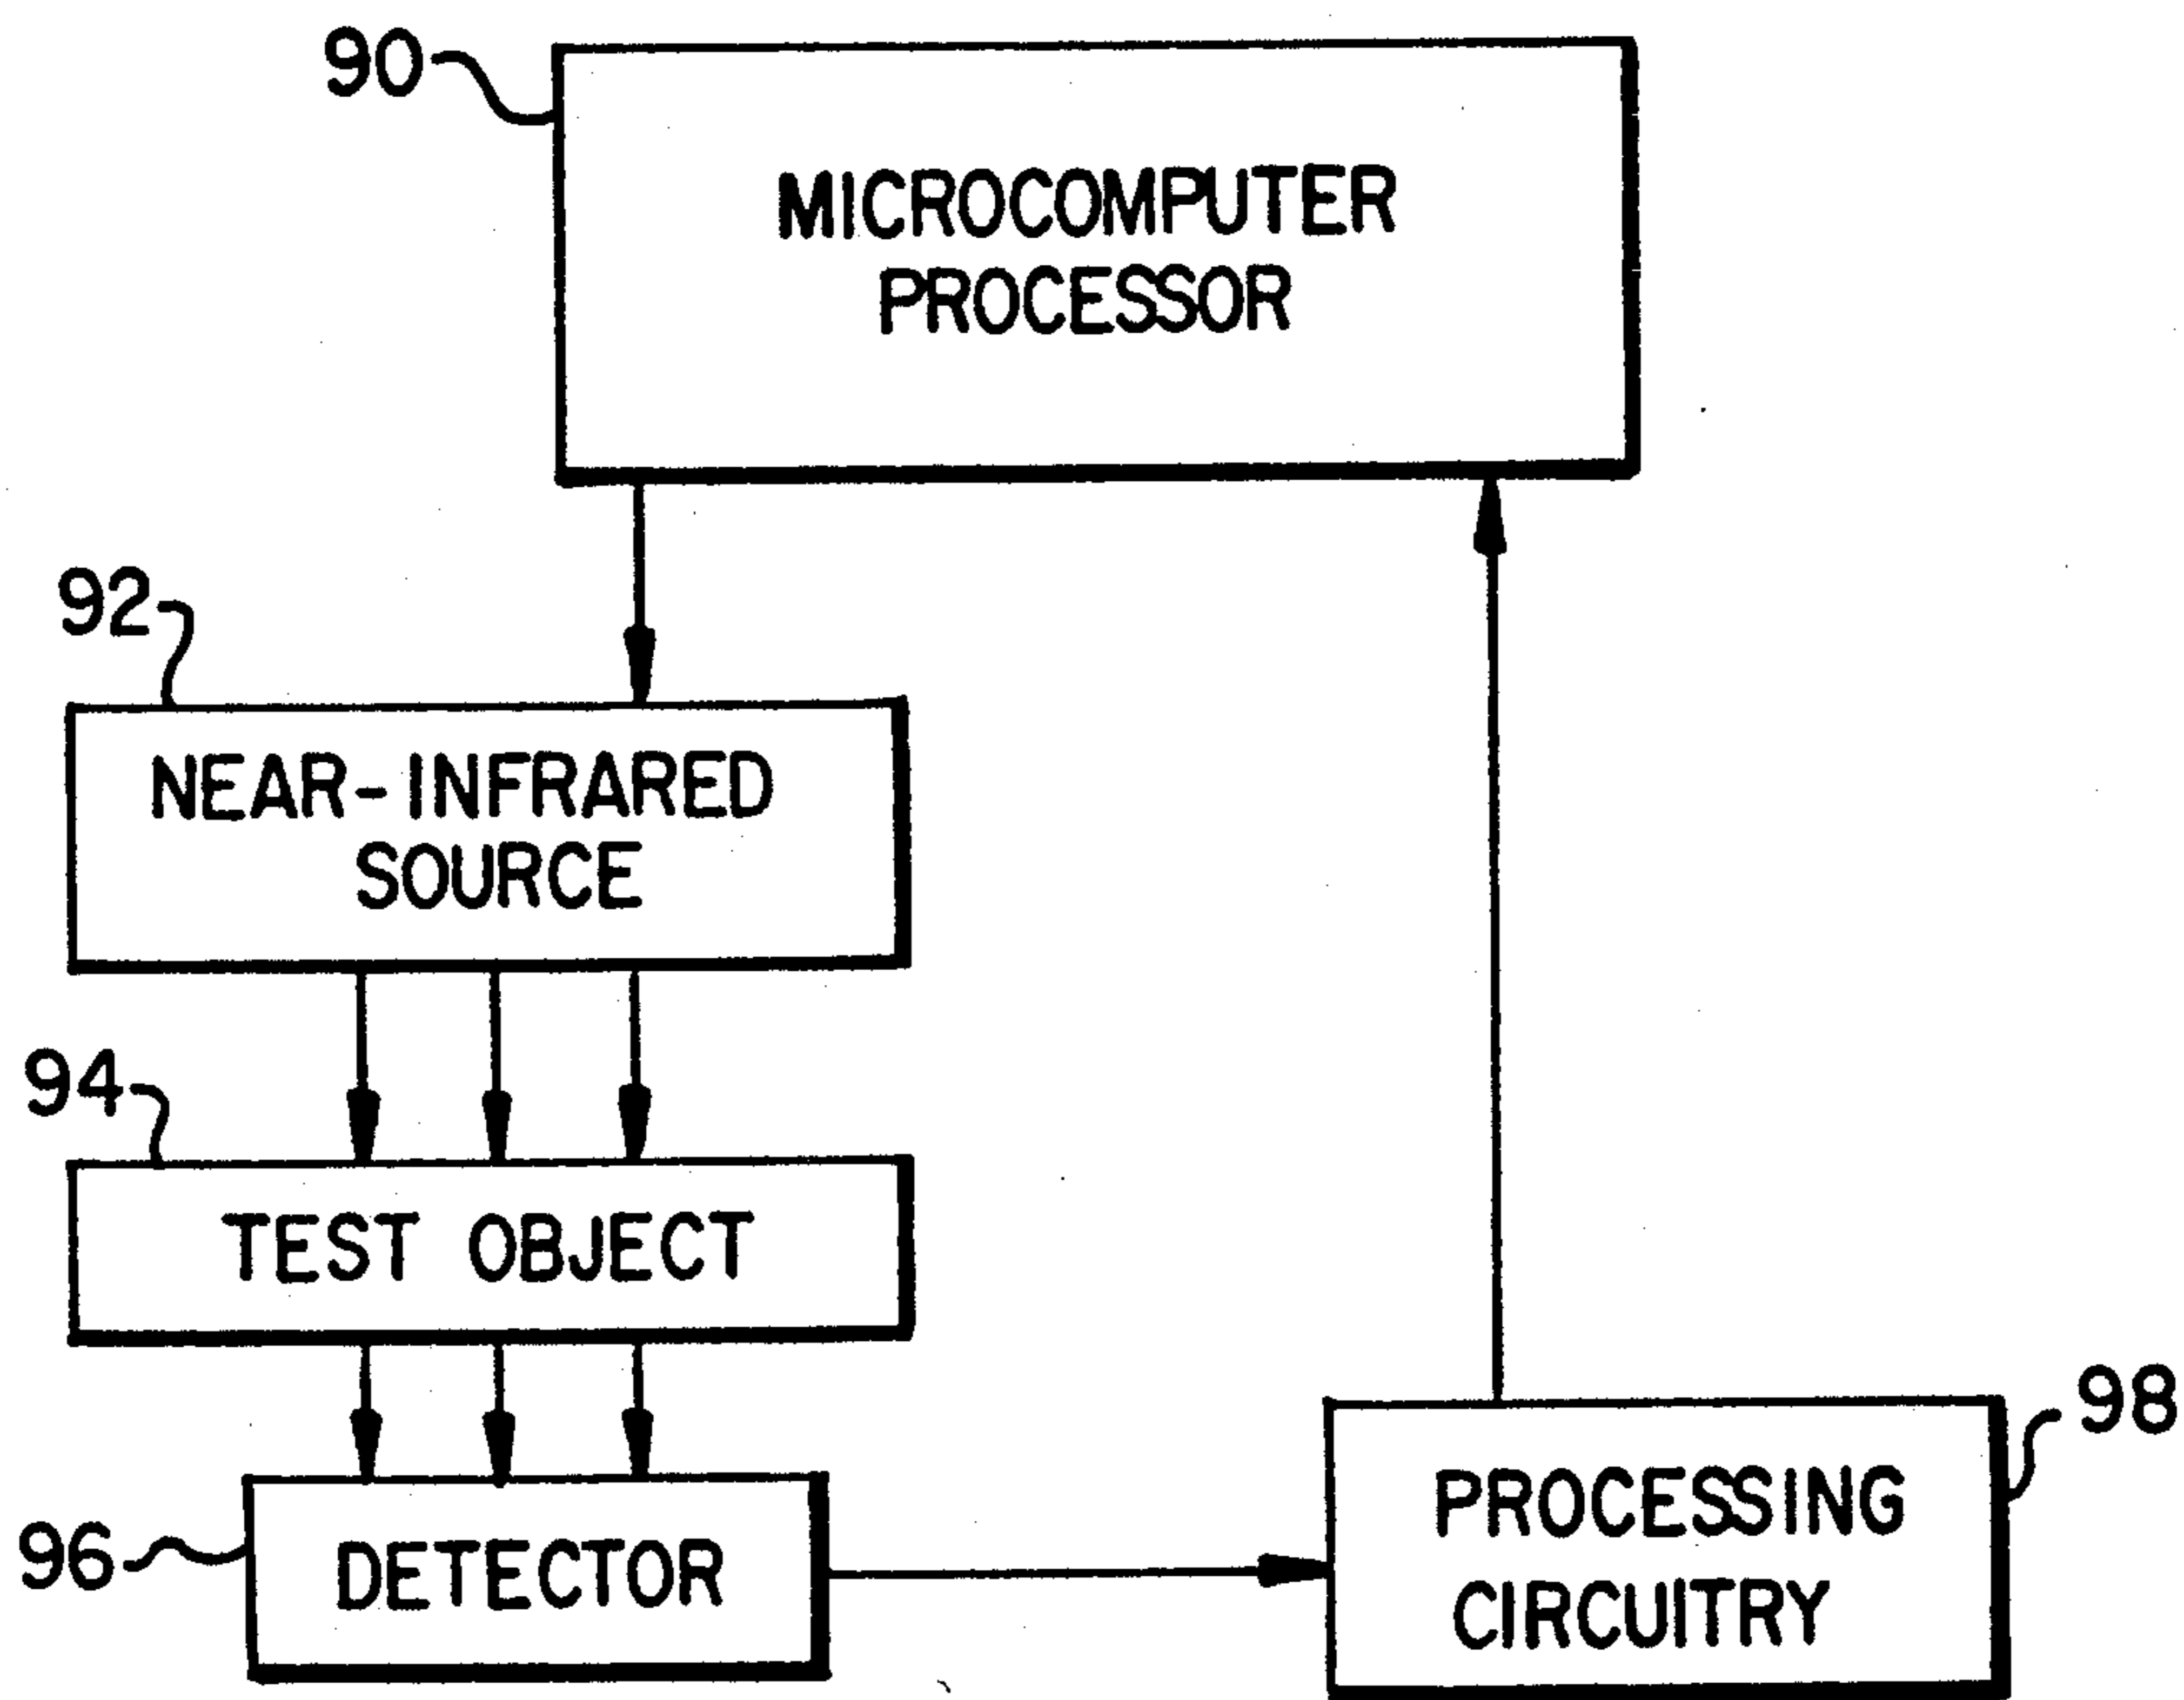 90
MICROCOMPUTER
PROCESSOR
92
NEAR-INFRARED
SOURCE
94
TEST OBJECT
96
DETECTOR
98
PROCESSING
CIRCUITRY